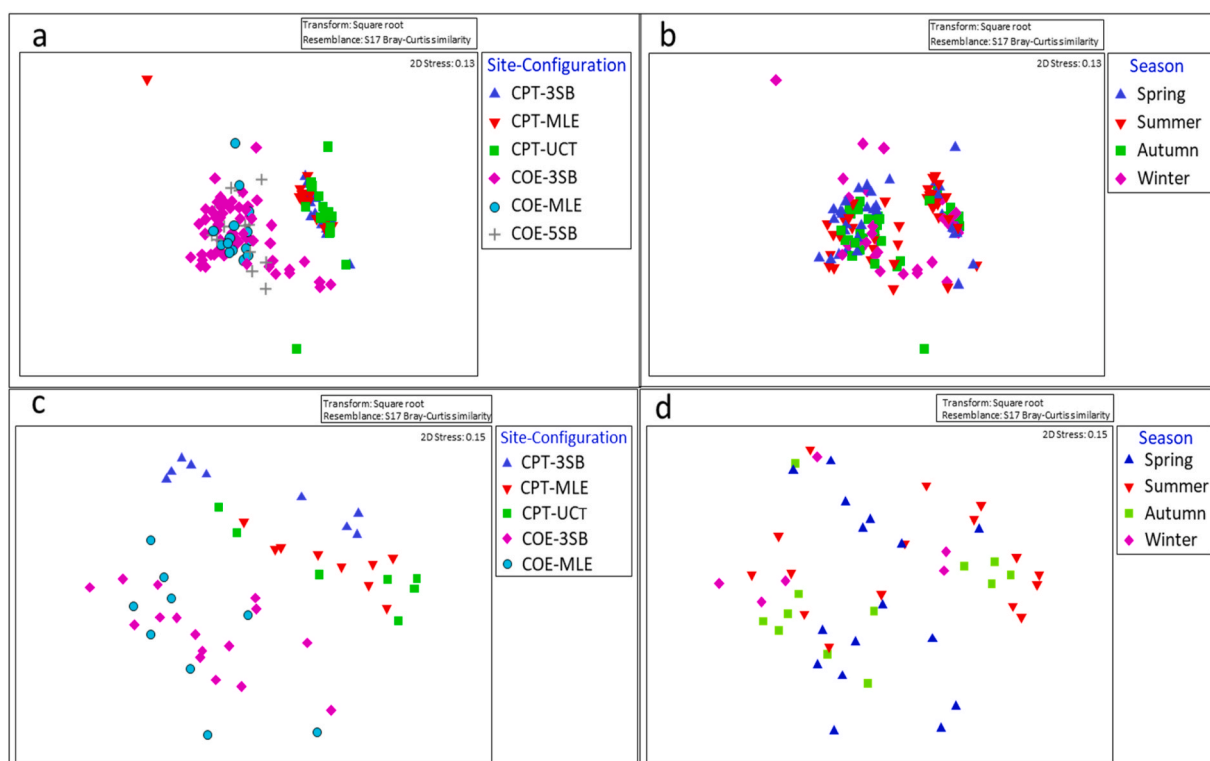 a
Transform: Square root
Resemblance: S17 Bray-Curtis similarity
2D Stress: 0.13
Site-Configuration
CPT-3SB
CPT-MLE
CPT-UCT
COE-3SB
COE-MLE
COE-5SB
b
Transform: Square root
Resemblance: S17 Bray-Curtis similarity
2D Stress: 0.13
Season
Spring
Summer
Autumn
Winter
c
Transform: Square root
Resemblance: S17 Bray-Curtis similarity
2D Stress: 0.15
Site-Configuration
CPT-3SB
CPT-MLE
CPT-UCT
COE-3SB
COE-MLE
d
Transform: Square root
Resemblance: S17 Bray-Curtis similarity
2D Stress: 0.15
Season
Spring
Summer
Autumn
Winter